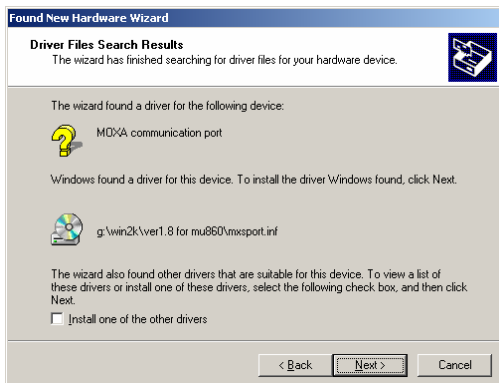 Found New Hardware Wizard
Driver Files Search Results
The wizard has finished searching for driver files for your hardware device.
The wizard found a driver for the following device:
MOXA communication port
Windows found a driver for this device. To install the driver Windows found, click Next.
g:\win2k\ver1.8 for mu860\mxsport.inf
The wizard also found other drivers that are suitable for this device. To view a list of
these drivers or install one of these drivers, select the following check box, and then click
Next.
Install one of the other drivers
< Back Next > Cancel